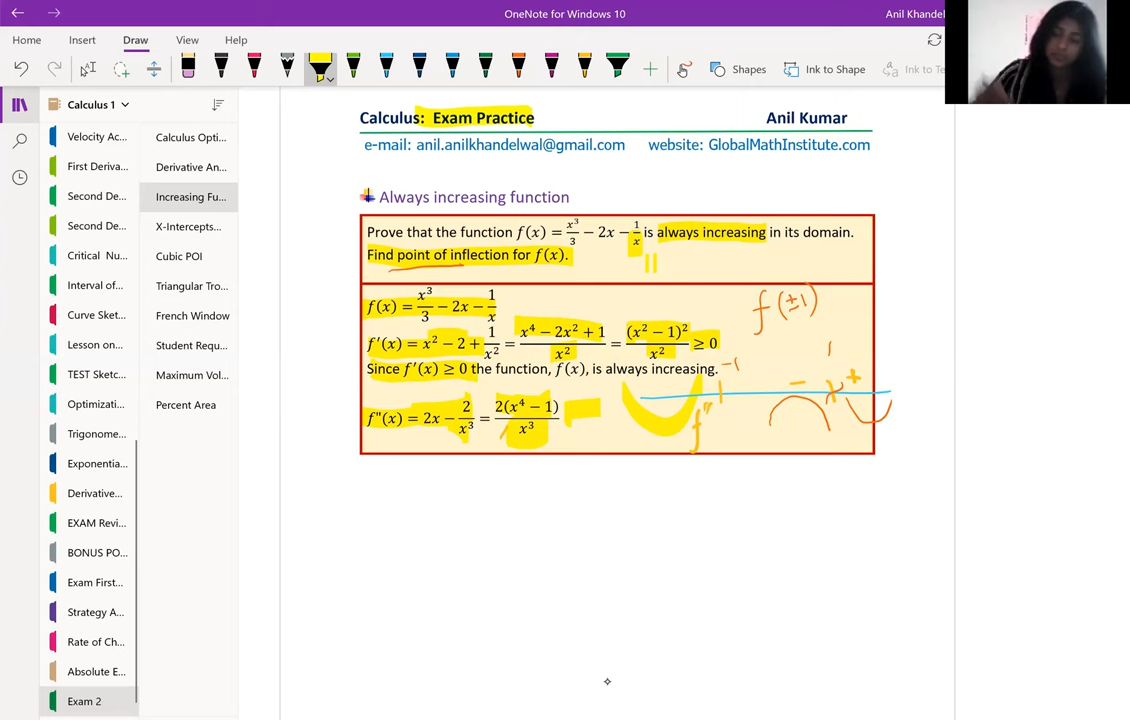 OneNote for Windows 10
Anil Khandel
Home Insert Draw View Help
Shapes Ink to Shape Ink to Te
Calculus 1
Velocity Ac...
First Deriva...
Second De...
Second De...
Critical Nu...
Interval of...
Curve Sket...
Lesson on...
TEST Sketc...
Optimizati...
Trigonome...
Exponentia...
Derivative...
EXAM Revi...
BONUS PO...
Exam First...
Strategy A...
Rate of Ch...
Absolute E...
Exam 2
Calculus Opti...
Derivative An...
Increasing Fu...
X-Intercepts...
Cubic POI
Triangular Tro...
French Window
Student Requ...
Maximum Vol...
Percent Area
Calculus: Exam Practice Anil Kumar
e-mail: anil.anilkhandelwal@gmail.com website: GlobalMathInstitute.com
Always increasing function
Prove that the function f(x) = x³/3 − 2x − 1/x is always increasing in its domain.
Find point of inflection for f(x).
f(x) = x³/3 − 2x − 1/x
f(±1)
f′(x) = x² − 2 + 1/x² = (x⁴ − 2x² + 1)/x² = (x² − 1)²/x² ≥ 0
Since f′(x) ≥ 0 the function, f(x), is always increasing.
−1 1
− +
f″(x) = 2x − 2/x³ = 2(x⁴ − 1)/x³
f″